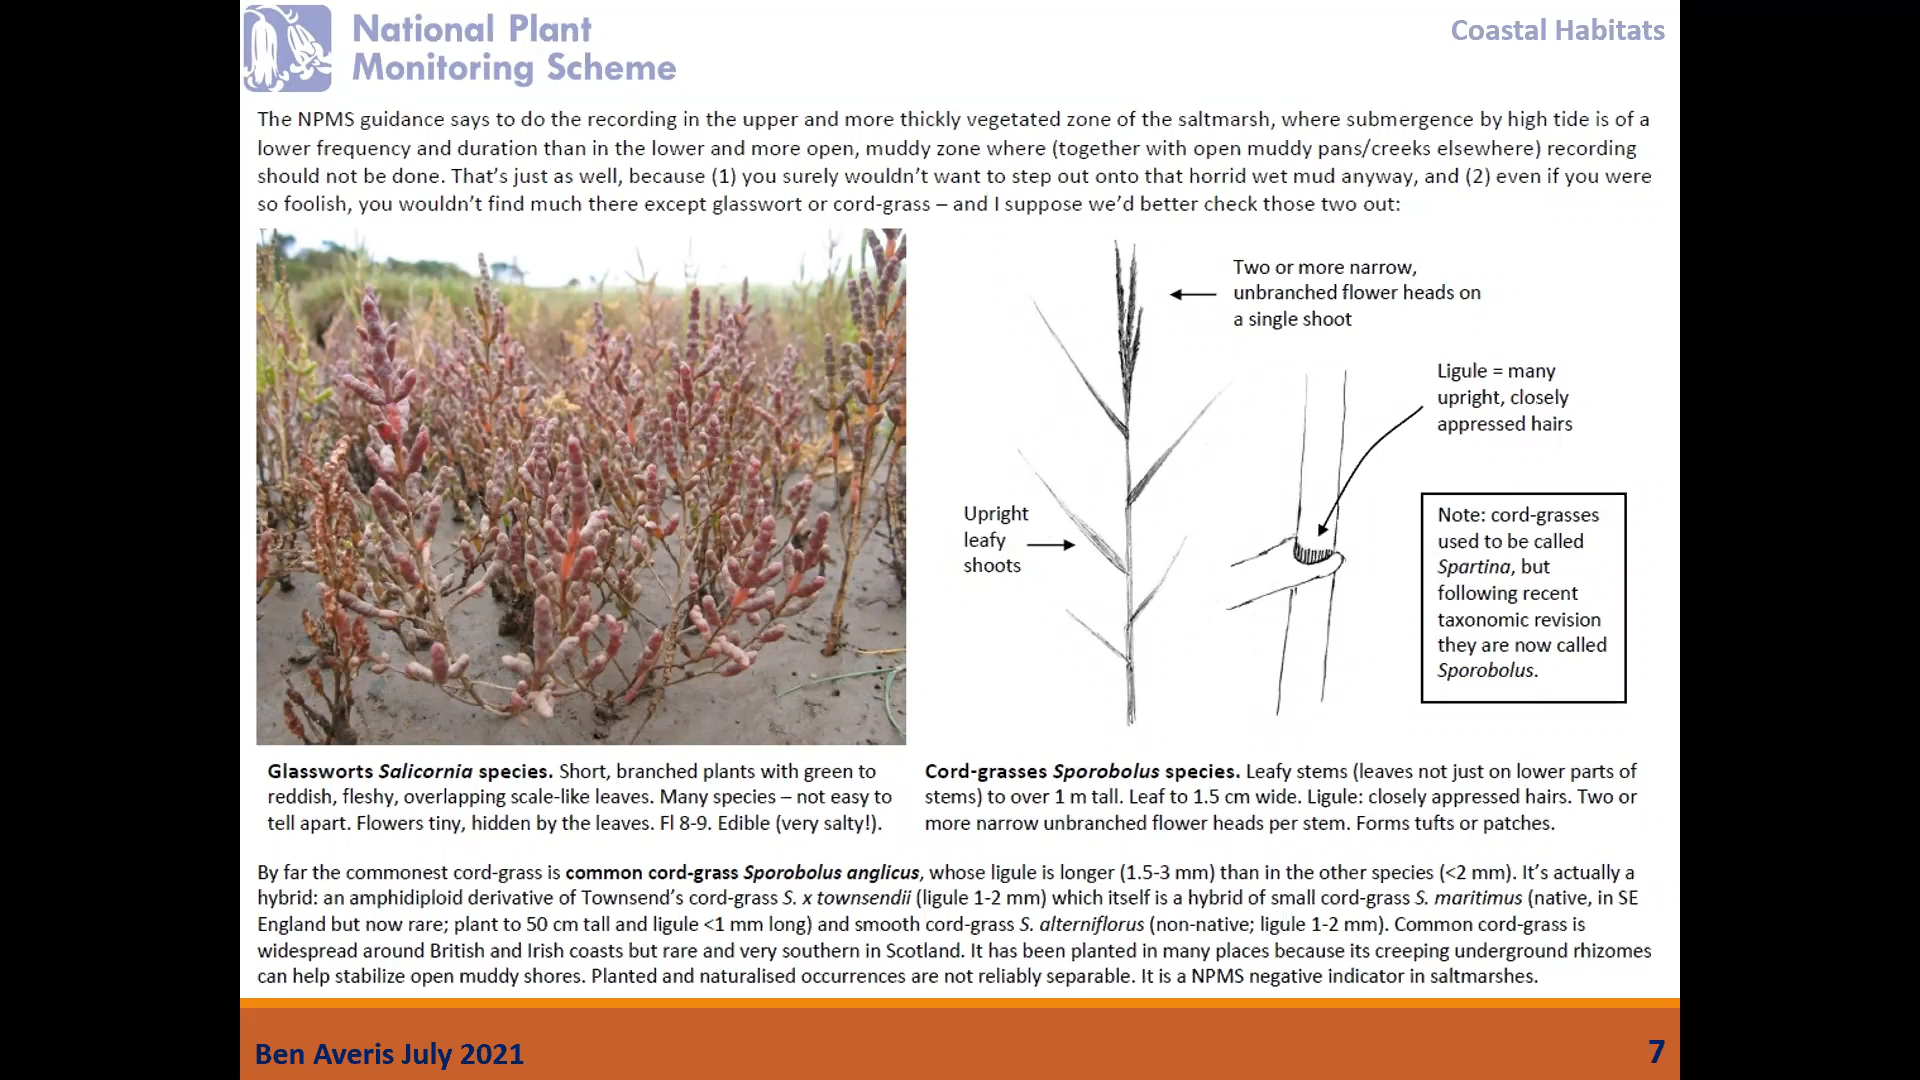 National Plant
Monitoring Scheme
Coastal Habitats
The NPMS guidance says to do the recording in the upper and more thickly vegetated zone of the saltmarsh, where submergence by high tide is of a
lower frequency and duration than in the lower and more open, muddy zone where (together with open muddy pans/creeks elsewhere) recording
should not be done. That's just as well, because (1) you surely wouldn't want to step out onto that horrid wet mud anyway, and (2) even if you were
so foolish, you wouldn't find much there except glasswort or cord-grass – and I suppose we'd better check those two out:
Two or more narrow,
unbranched flower heads on
a single shoot
Ligule = many
upright, closely
appressed hairs
Upright
leafy
shoots
Note: cord-grasses
used to be called
Spartina, but
following recent
taxonomic revision
they are now called
Sporobolus.
Glassworts Salicornia species. Short, branched plants with green to
reddish, fleshy, overlapping scale-like leaves. Many species – not easy to
tell apart. Flowers tiny, hidden by the leaves. Fl 8-9. Edible (very salty!).
Cord-grasses Sporobolus species. Leafy stems (leaves not just on lower parts of
stems) to over 1 m tall. Leaf to 1.5 cm wide. Ligule: closely appressed hairs. Two or
more narrow unbranched flower heads per stem. Forms tufts or patches.
By far the commonest cord-grass is common cord-grass Sporobolus anglicus, whose ligule is longer (1.5-3 mm) than in the other species (<2 mm). It's actually a
hybrid: an amphidiploid derivative of Townsend's cord-grass S. x townsendii (ligule 1-2 mm) which itself is a hybrid of small cord-grass S. maritimus (native, in SE
England but now rare; plant to 50 cm tall and ligule <1 mm long) and smooth cord-grass S. alterniflorus (non-native; ligule 1-2 mm). Common cord-grass is
widespread around British and Irish coasts but rare and very southern in Scotland. It has been planted in many places because its creeping underground rhizomes
can help stabilize open muddy shores. Planted and naturalised occurrences are not reliably separable. It is a NPMS negative indicator in saltmarshes.
Ben Averis July 2021
7